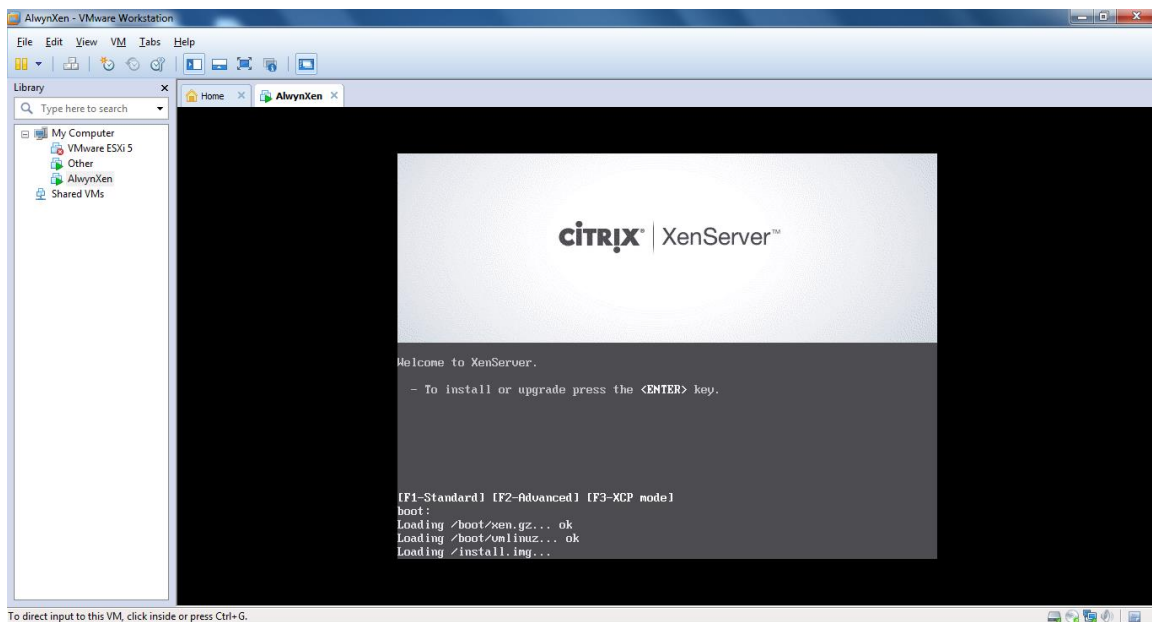 AlwynXen - VMware Workstation
File Edit View VM Tabs Help
Library
Type here to search
My Computer
VMware ESXi 5
Other
AlwynXen
Shared VMs
Home
AlwynXen
CITRIX® XenServer™
Welcome to XenServer.
- To install or upgrade press the <ENTER> key.
[F1-Standard] [F2-Advanced] [F3-XCP mode]
boot:
Loading /boot/xen.gz... ok
Loading /boot/vmlinuz... ok
Loading /install.img...
To direct input to this VM, click inside or press Ctrl+G.